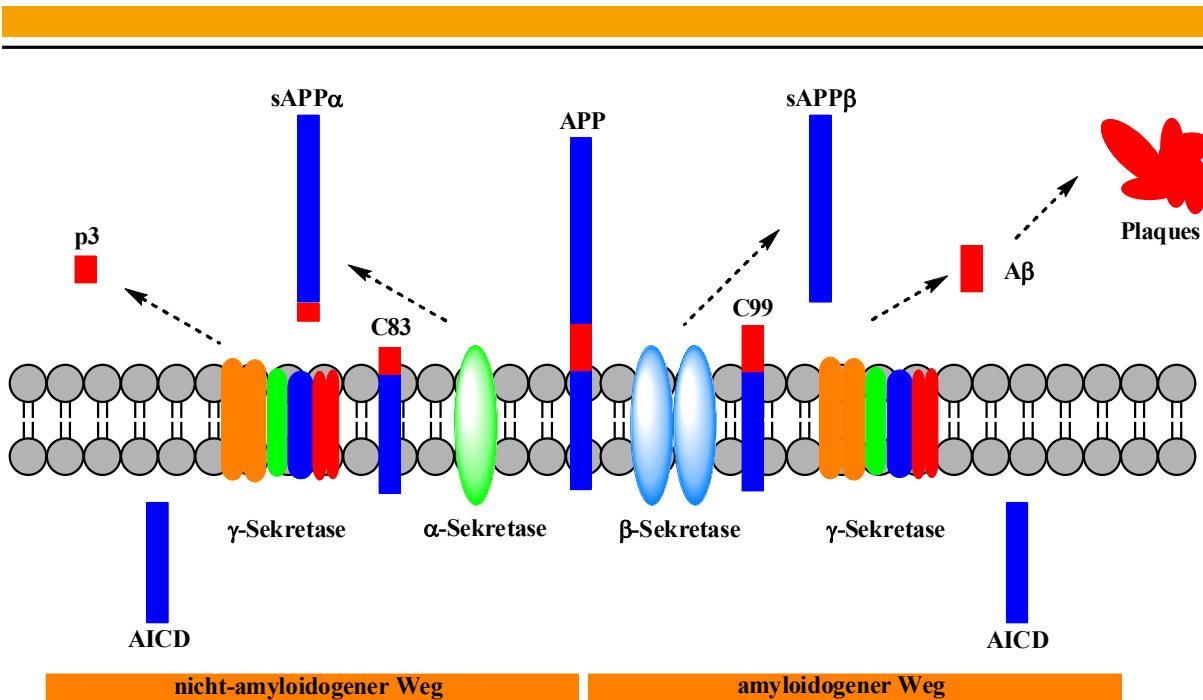 sAPPα
APP
sAPPβ
p3
Plaques
Aβ
C83
C99
γ-Sekretase
α-Sekretase
β-Sekretase
γ-Sekretase
AICD
AICD
nicht-amyloidogener Weg
amyloidogener Weg